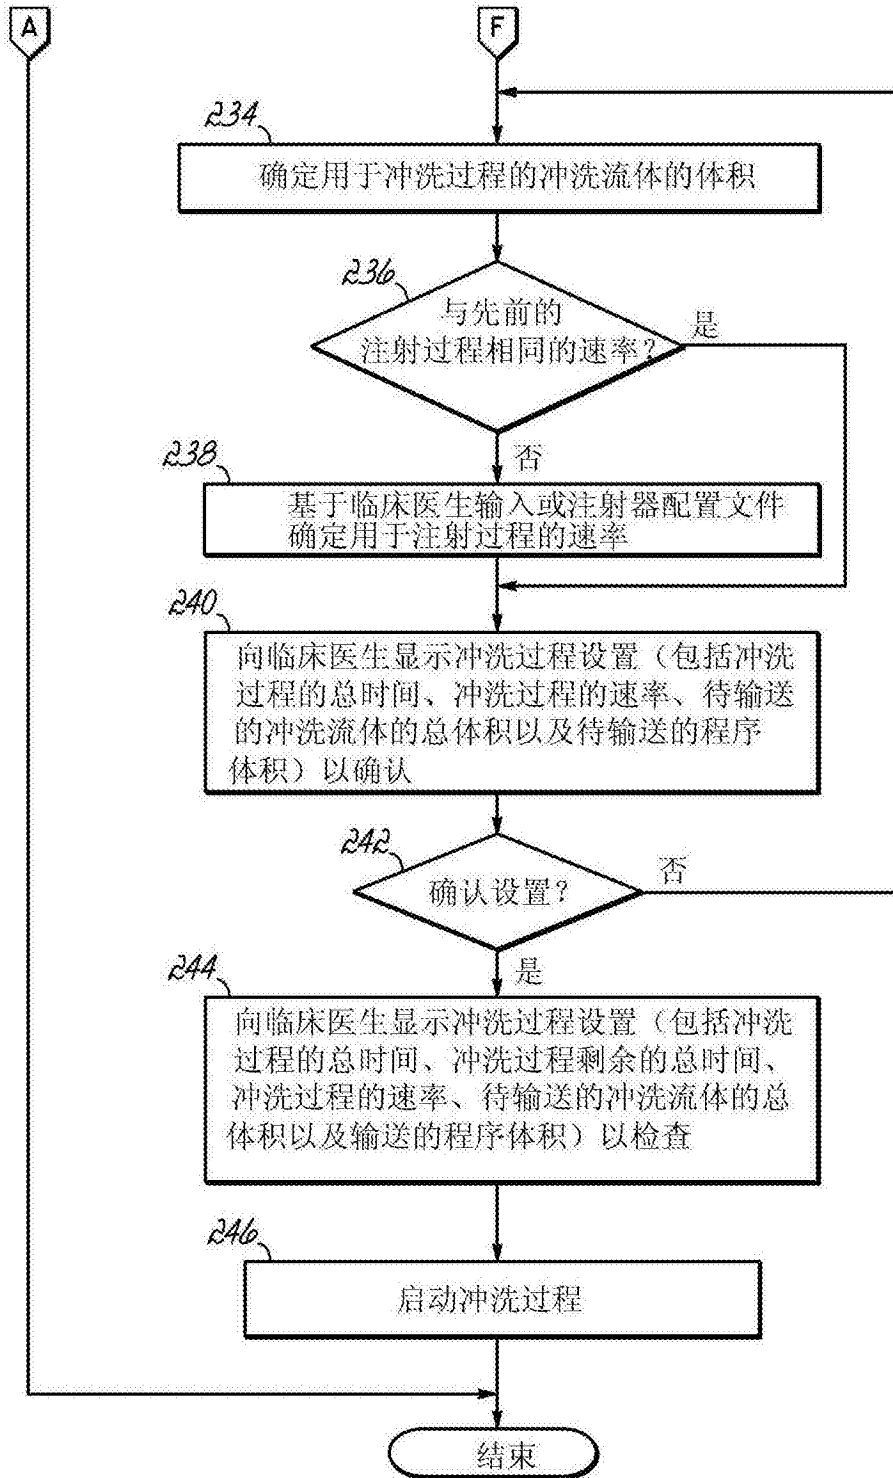 A
F
234
确定用于冲洗过程的冲洗流体的体积
236
与先前的
注射过程相同的速率?
是
否
238
基于临床医生输入或注射器配置文件
确定用于注射过程的速率
240
向临床医生显示冲洗过程设置（包括冲洗
过程的总时间、冲洗过程的速率、待输送
的冲洗流体的总体积以及待输送的程序
体积）以确认
242
确认设置?
否
是
244
向临床医生显示冲洗过程设置（包括冲洗
过程的总时间、冲洗过程剩余的总时间、
冲洗过程的速率、待输送的冲洗流体的总
体积以及输送的程序体积）以检查
246
启动冲洗过程
结束